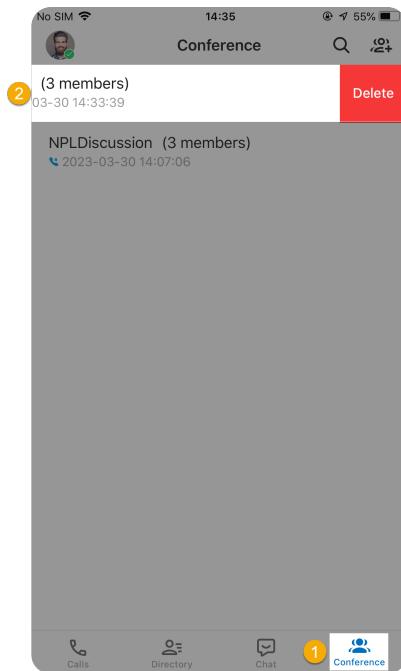 No SIM 14:35 55%
Conference
(3 members)
03-30 14:33:39
Delete
2
NPLDiscussion (3 members)
2023-03-30 14:07:06
1
Calls Directory Chat Conference